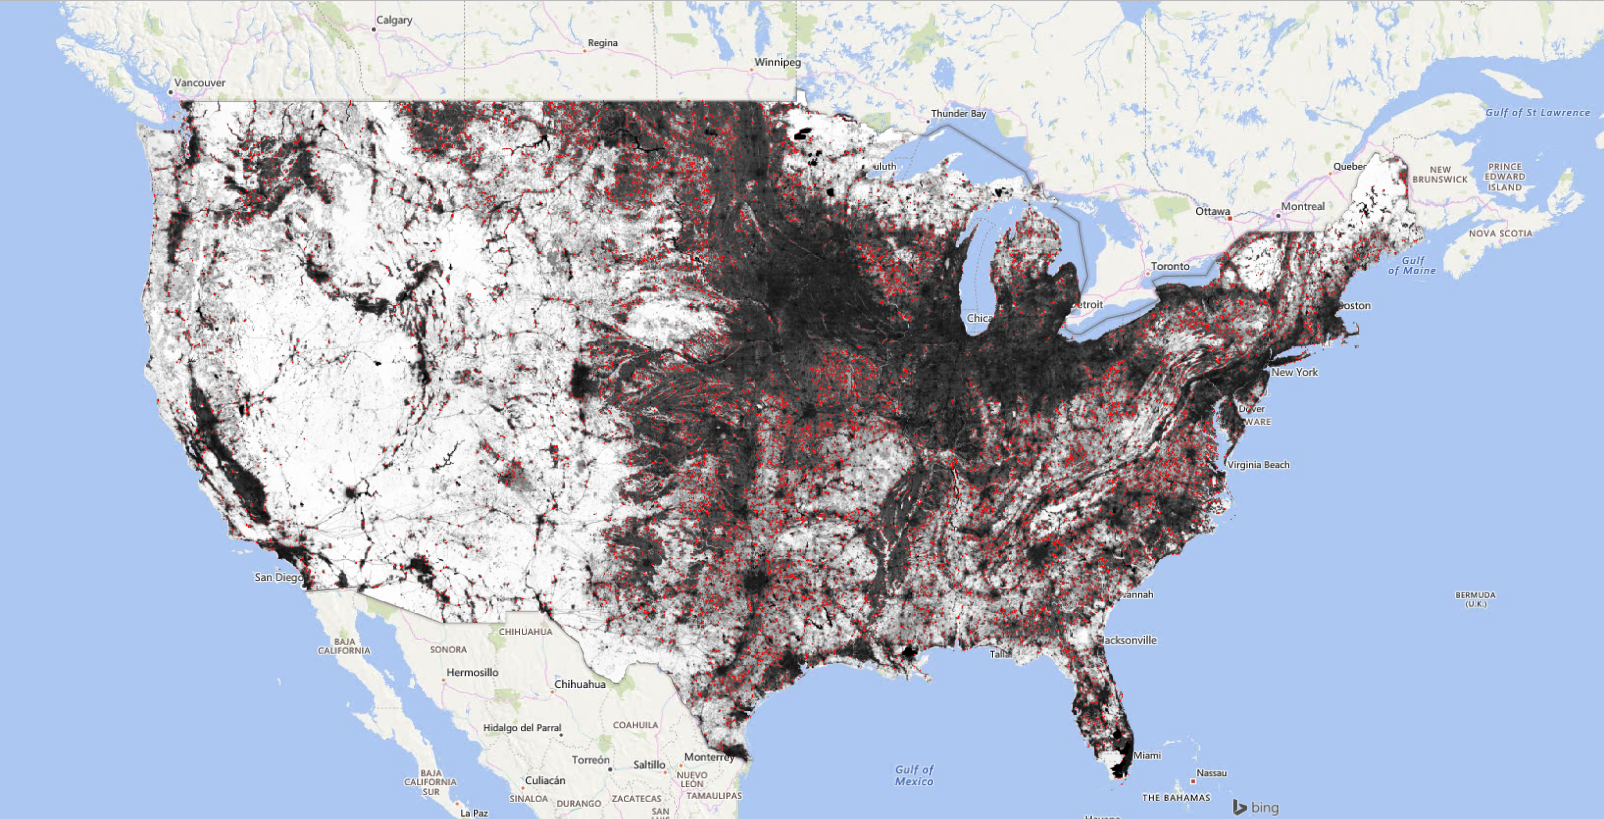 Calgary
Regina
Winnipeg
Vancouver
Thunder Bay
Gulf of St Lawrence
uluth
Quebec
NEW
BRUNSWICK
PRINCE
EDWARD
ISLAND
Ottawa
Montreal
NOVA SCOTIA
Toronto
Gulf
of Maine
etroit
oston
Chica
New York
Dover
WARE
Virginia Beach
San Diego
annah
BERMUDA
(U.K.)
CHIHUAHUA
BAJA
CALIFORNIA
SONORA
Jacksonville
Talla
Hermosillo
Chihuahua
Hidalgo del Parral
COAHUILA
Monterrey
Miami
Torreón
Saltillo
NUEVO
LEÓN
Gulf of
Mexico
Nassau
BAJA
CALIFORNIA
SUR
Culiacán
SINALOA
DURANGO
ZACATECAS
TAMAULIPAS
THE BAHAMAS
La Paz
SAN
bing